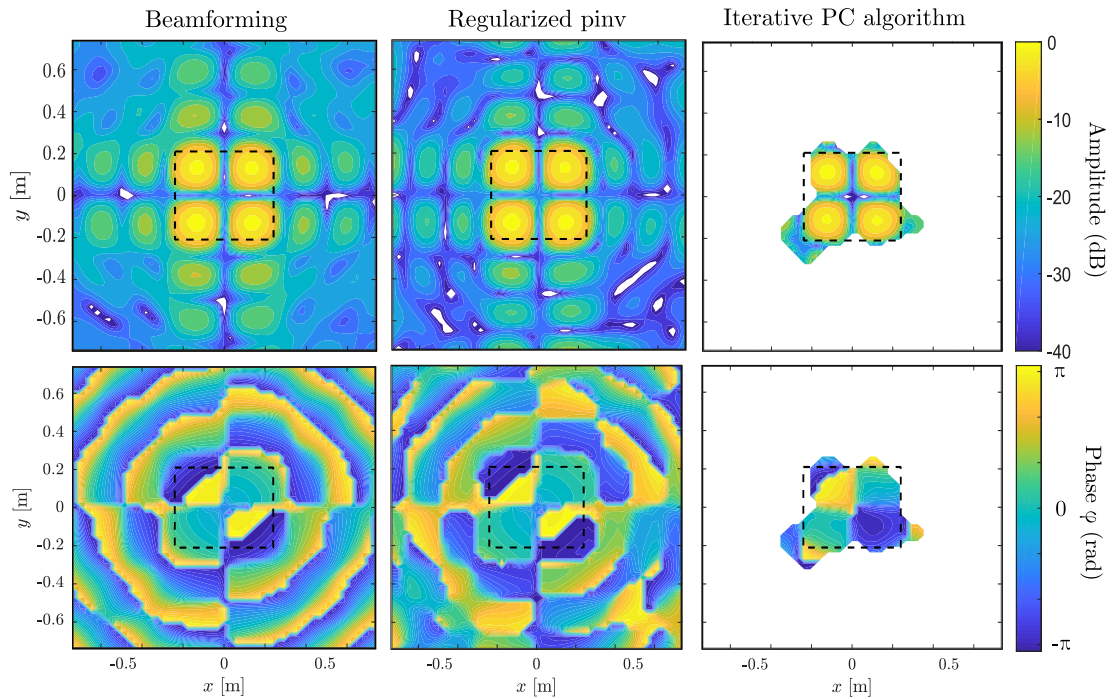 Beamforming
Regularized pinv
Iterative PC algorithm
0.6
0.4
0.2
0
-0.2
-0.4
-0.6
y [m]
0
-10
-20
-30
-40
Amplitude (dB)
0.6
0.4
0.2
0
-0.2
-0.4
-0.6
y [m]
π
0
-π
Phase φ (rad)
-0.5 0 0.5
-0.5 0 0.5
-0.5 0 0.5
x [m]
x [m]
x [m]